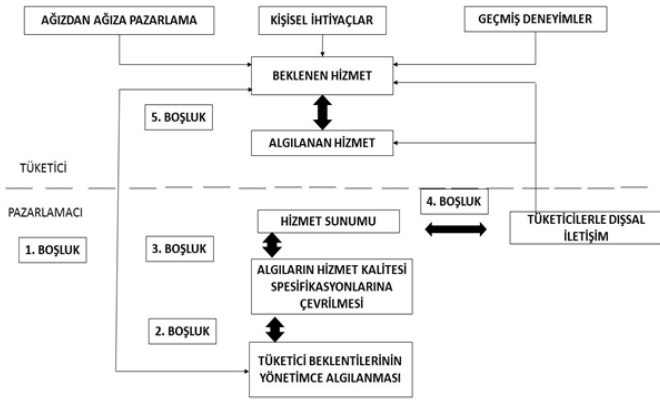 AĞIZDAN AĞIZA PAZARLAMA
KİŞİSEL İHTİYAÇLAR
GEÇMİŞ DENEYİMLER
BEKLENEN HİZMET
5. BOŞLUK
ALGILANAN HİZMET
TÜKETİCİ
PAZARLAMACI
4. BOŞLUK
HİZMET SUNUMU
TÜKETİCİLERLE DIŞSAL
İLETİŞİM
1. BOŞLUK
3. BOŞLUK
ALGILARIN HİZMET KALİTESİ
SPESİFİKASYONLARINA
ÇEVRİLMESİ
2. BOŞLUK
TÜKETİCİ BEKLENTİLERİNİN
YÖNETİMCE ALGILANMASI